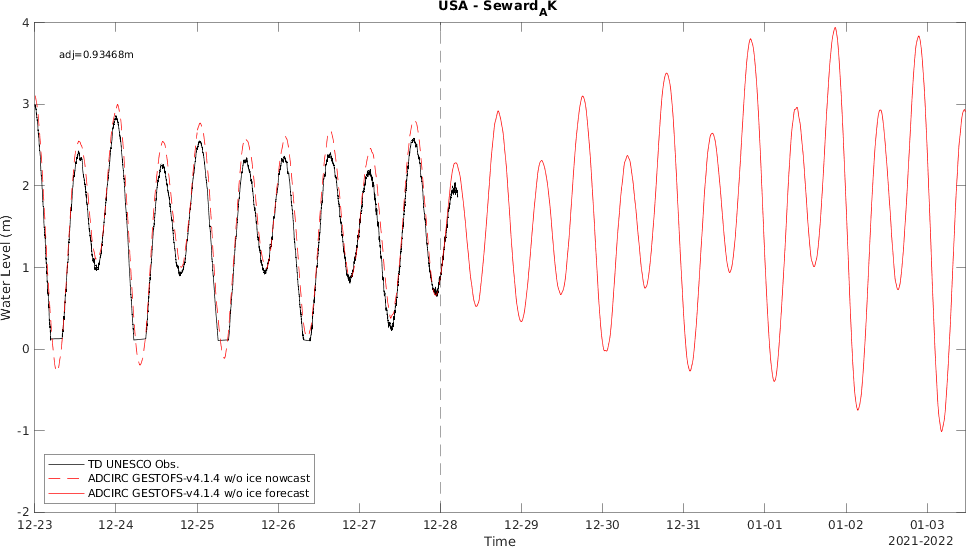 USA - Seward_AK
adj=0.93468m
Water Level (m)
4
3
2
1
0
-1
-2
TD UNESCO Obs.
ADCIRC GESTOFS-v4.1.4 w/o ice nowcast
ADCIRC GESTOFS-v4.1.4 w/o ice forecast
12-23 12-24 12-25 12-26 12-27 12-28 12-29 12-30 12-31 01-01 01-02 01-03
Time
2021-2022